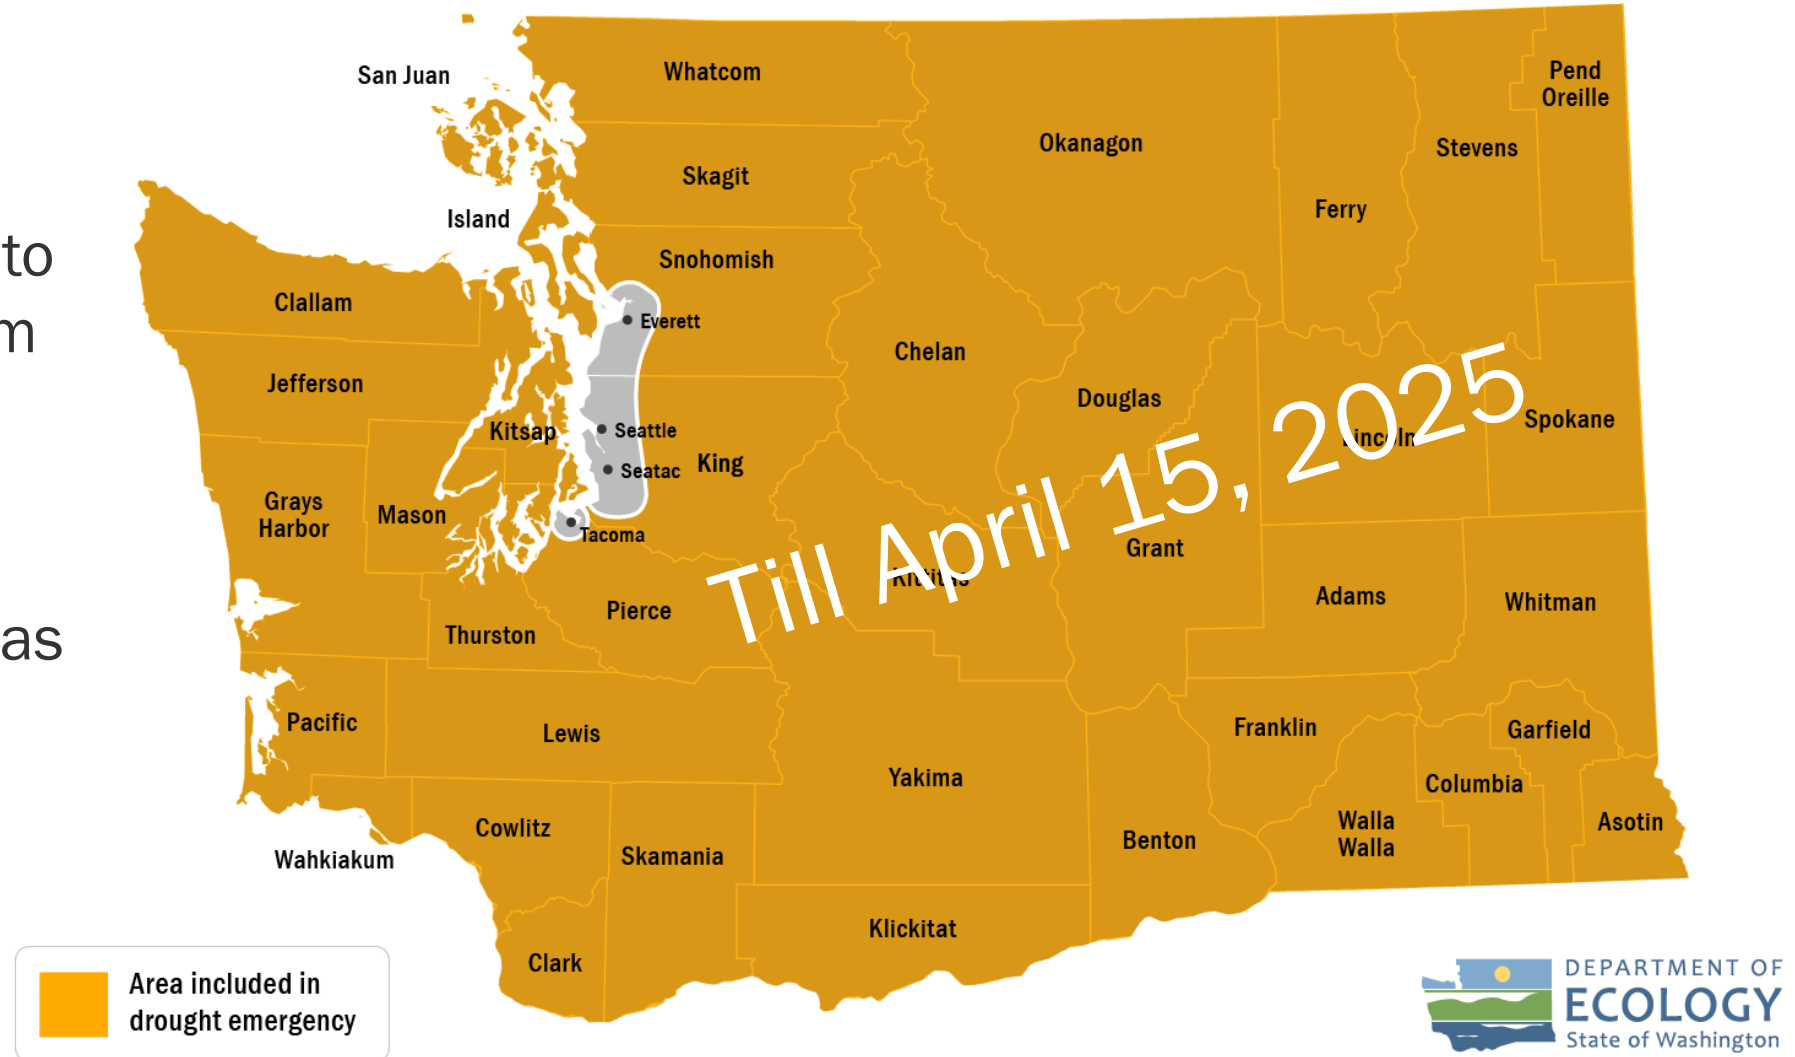 San Juan
Whatcom
Pend
Oreille
Okanagon
Stevens
Skagit
Ferry
Island
to
Snohomish
Clallam
m
Everett
Chelan
Jefferson
Douglas
Till April 15, 2025
Lincoln
Spokane
Kitsap
Seattle
King
Seatac
Grays
Harbor
Mason
Tacoma
Grant
Kittitas
Adams
Whitman
Pierce
Thurston
as
Pacific
Lewis
Franklin
Garfield
Yakima
Columbia
Cowlitz
Walla
Walla
Asotin
Benton
Wahkiakum
Skamania
Klickitat
Clark
Area included in
drought emergency
DEPARTMENT OF
ECOLOGY
State of Washington